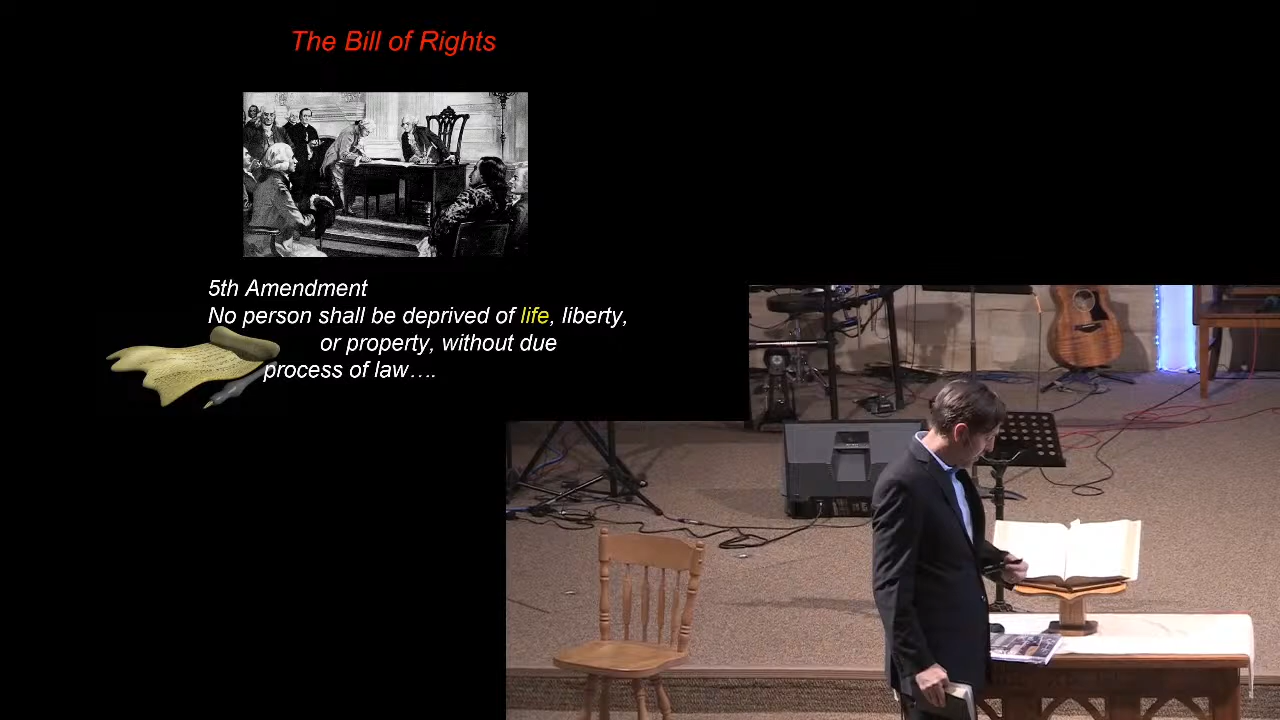 The Bill of Rights
5th Amendment
No person shall be deprived of life, liberty,
or property, without due
process of law….